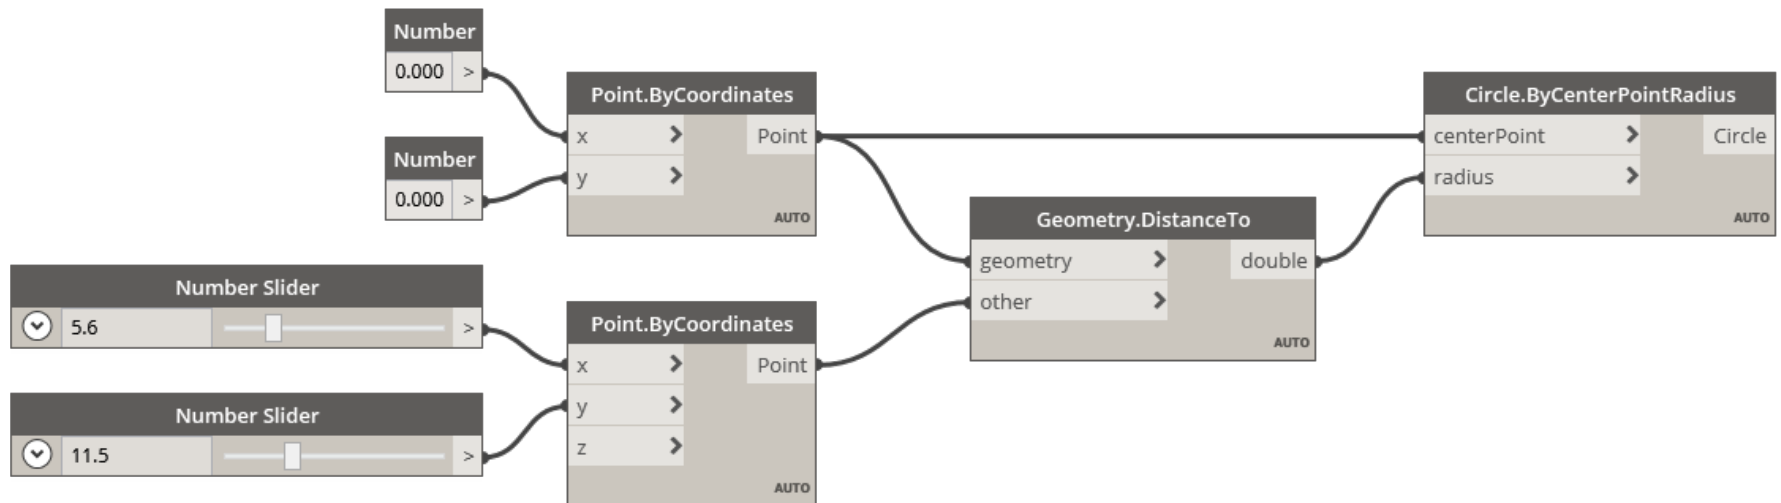 Number
0.000 >
Number
0.000 >
Point.ByCoordinates
x Point
y
AUTO
Number Slider
5.6 >
Number Slider
11.5 >
Point.ByCoordinates
x Point
y
z
AUTO
Geometry.DistanceTo
geometry double
other
AUTO
Circle.ByCenterPointRadius
centerPoint Circle
radius
AUTO